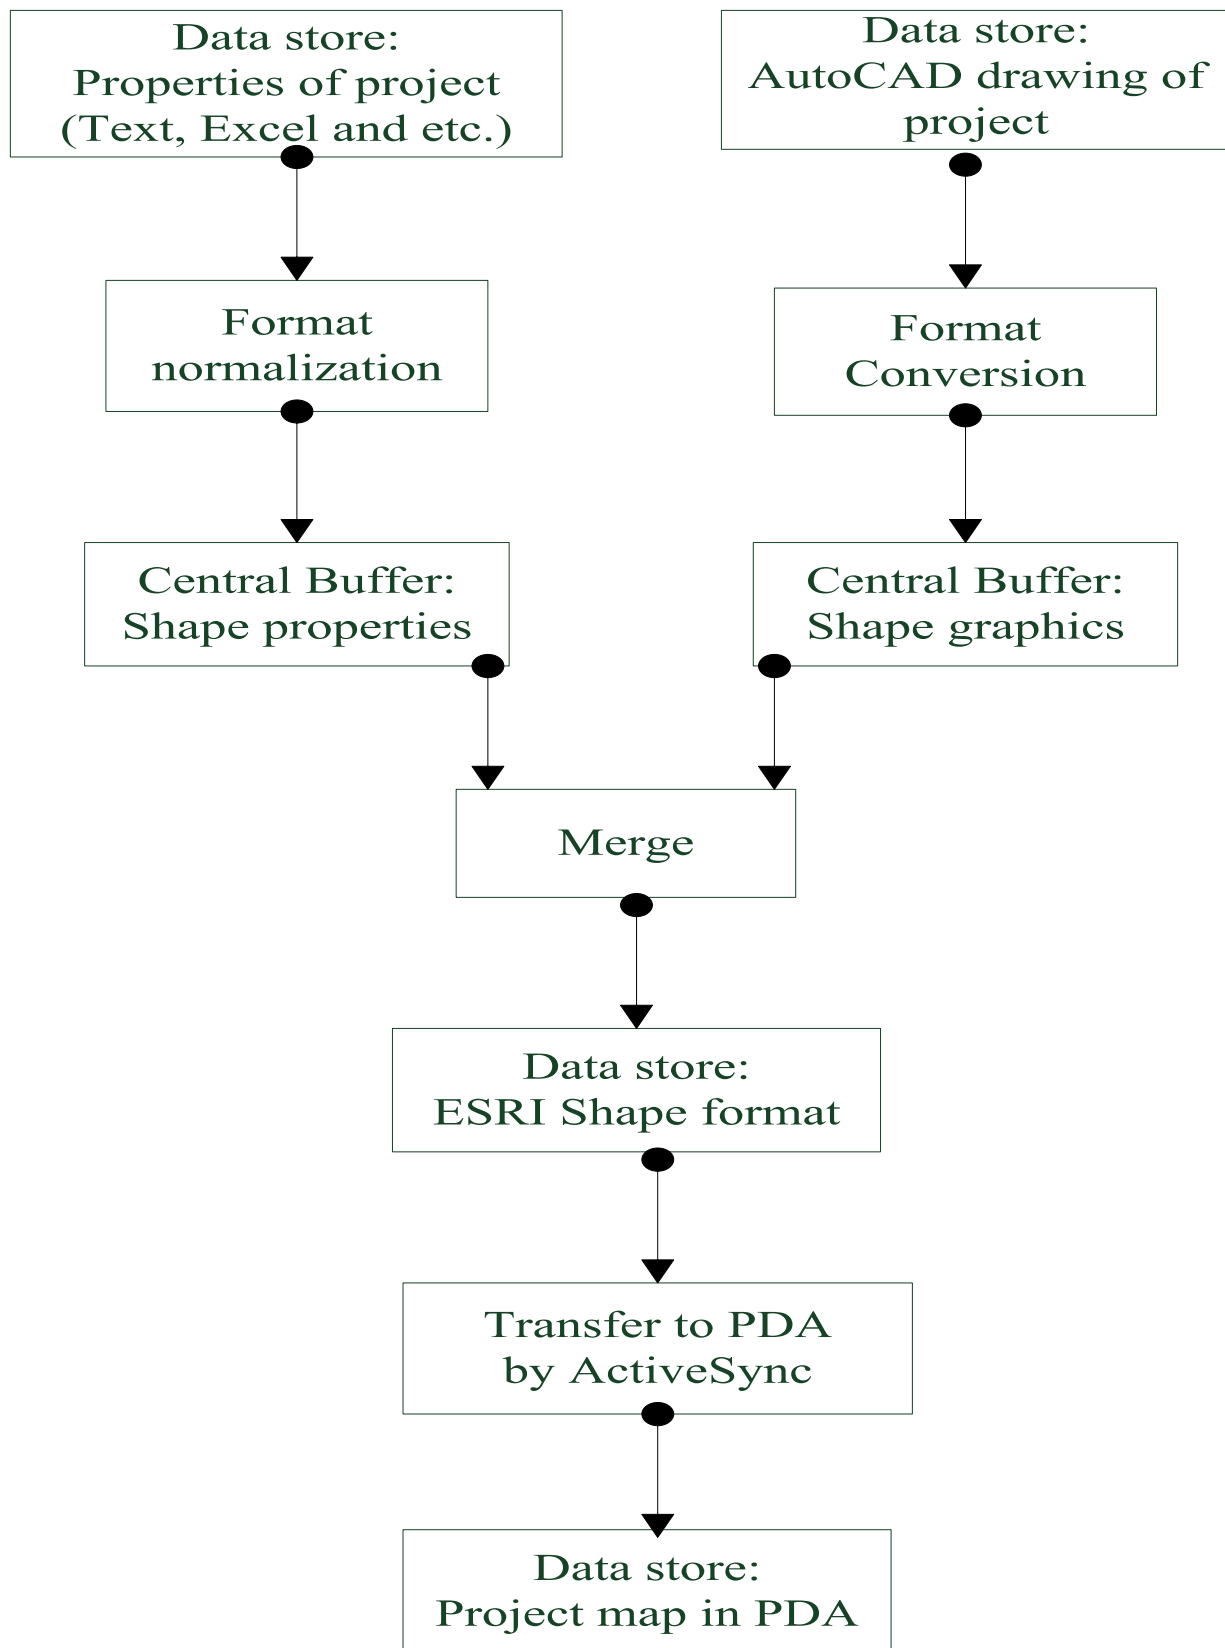 Data store:
Properties of project
(Text, Excel and etc.)
Data store:
AutoCAD drawing of
project
Format
normalization
Format
Conversion
Central Buffer:
Shape properties
Central Buffer:
Shape graphics
Merge
Data store:
ESRI Shape format
Transfer to PDA
by ActiveSync
Data store:
Project map in PDA